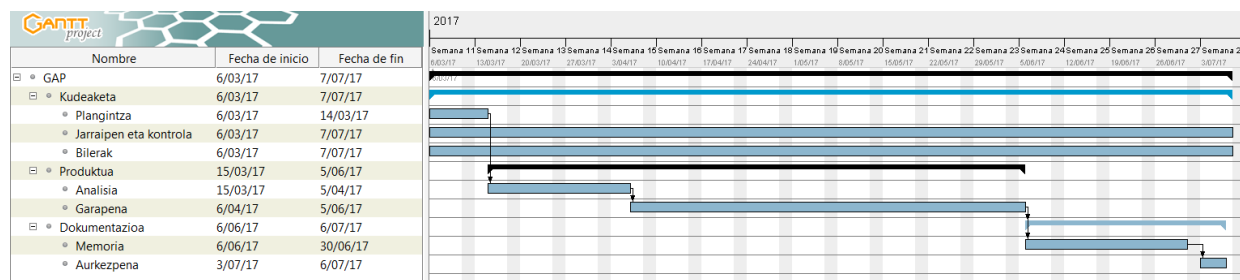 GANTT project
2017
Semana 11 Semana 12 Semana 13 Semana 14 Semana 15 Semana 16 Semana 17 Semana 18 Semana 19 Semana 20 Semana 21 Semana 22 Semana 23 Semana 24 Semana 25 Semana 26 Semana 27 Semana 2
Nombre Fecha de inicio Fecha de fin
6/03/17 13/03/17 20/03/17 27/03/17 3/04/17 10/04/17 17/04/17 24/04/17 1/05/17 8/05/17 15/05/17 22/05/17 29/05/17 5/06/17 12/06/17 19/06/17 26/06/17 3/07/17
GAP 6/03/17 7/07/17
Kudeaketa 6/03/17 7/07/17
Plangintza 6/03/17 14/03/17
Jarraipen eta kontrola 6/03/17 7/07/17
Bilerak 6/03/17 7/07/17
Produktua 15/03/17 5/06/17
Analisia 15/03/17 5/04/17
Garapena 6/04/17 5/06/17
Dokumentazioa 6/06/17 6/07/17
Memoria 6/06/17 30/06/17
Aurkezpena 3/07/17 6/07/17